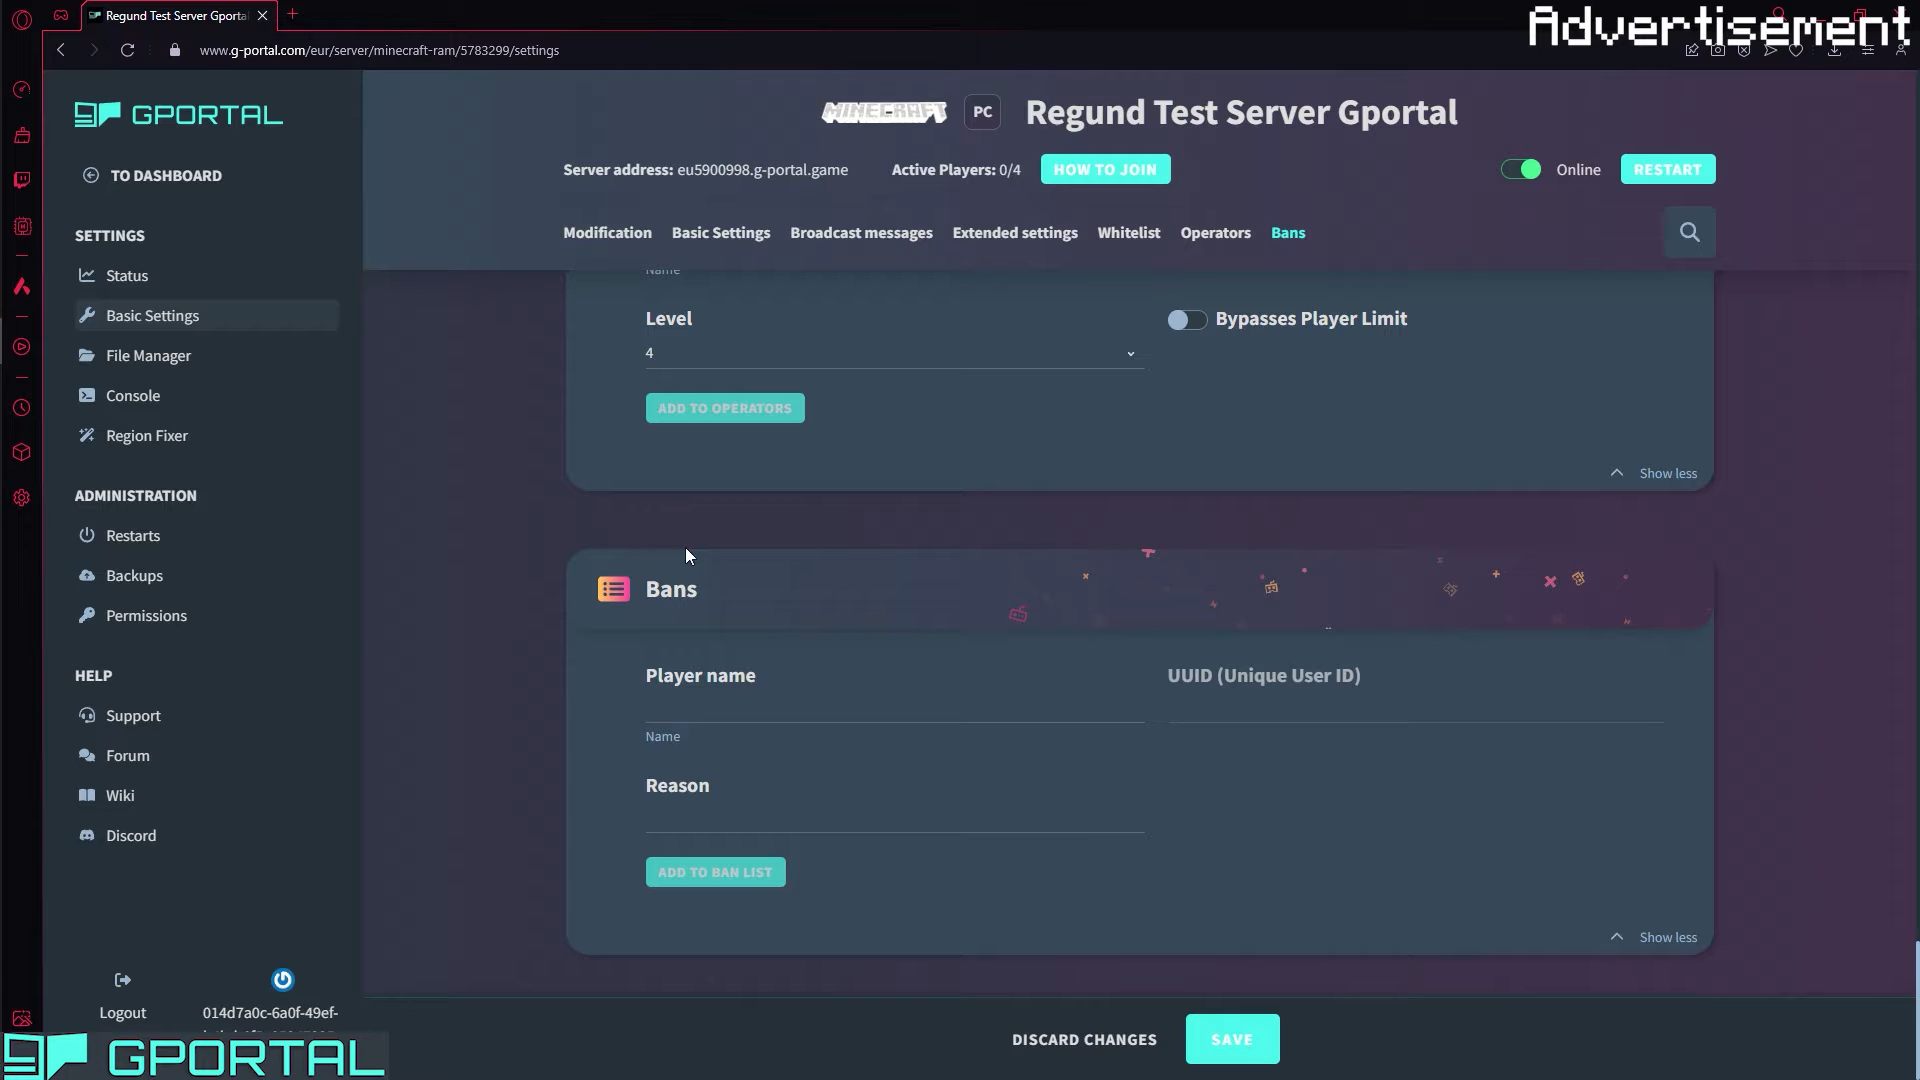 Regund Test Server Gporta
Advertisement
www.g-portal.com/eur/server/minecraft-ram/5783299/settings
GPORTAL
MINECRAFT PC Regund Test Server Gportal
TO DASHBOARD
Server address: eu5900998.g-portal.game Active Players: 0/4 HOW TO JOIN Online RESTART
Modification Basic Settings Broadcast messages Extended settings Whitelist Operators Bans
SETTINGS
Status
Basic Settings
File Manager
Console
Region Fixer
ADMINISTRATION
Restarts
Backups
Permissions
HELP
Support
Forum
Wiki
Discord
Logout
014d7a0c-6a0f-49ef-
Name
Level
4
Bypasses Player Limit
ADD TO OPERATORS
Show less
Bans
Player name
UUID (Unique User ID)
Name
Reason
ADD TO BAN LIST
Show less
DISCARD CHANGES SAVE
GPORTAL